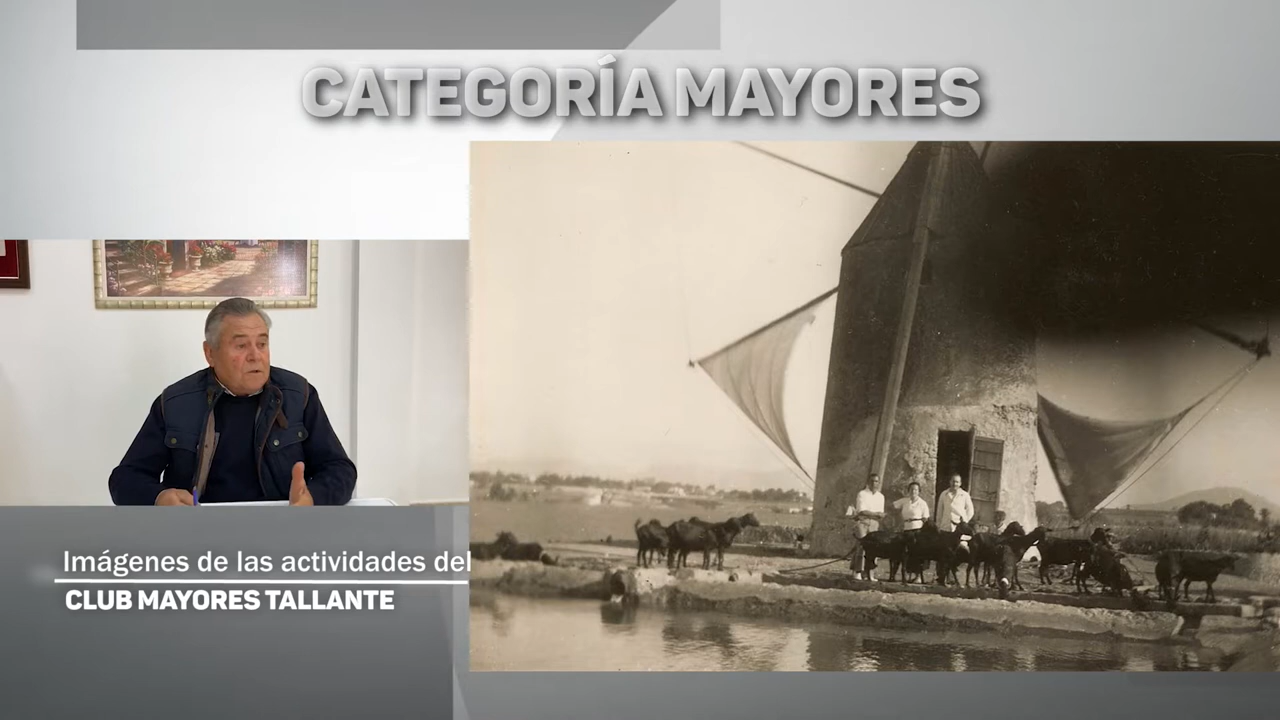 CATEGORÍA MAYORES
Imágenes de las actividades del
CLUB MAYORES TALLANTE